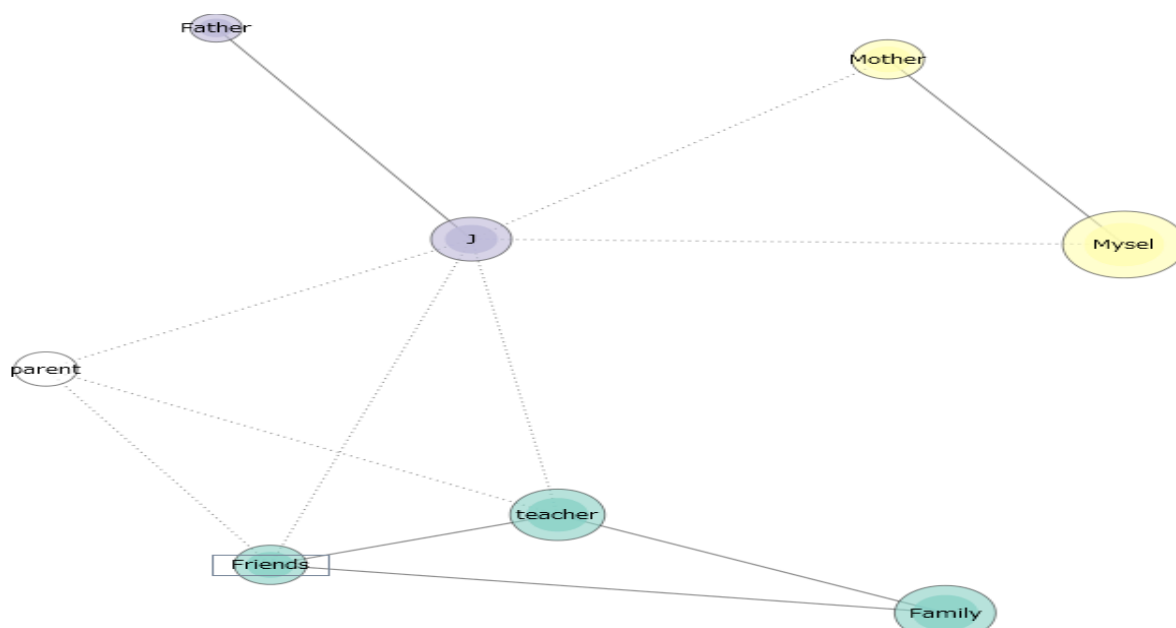 Father
Mother
J
Mysel
parent
teacher
Friends
Family